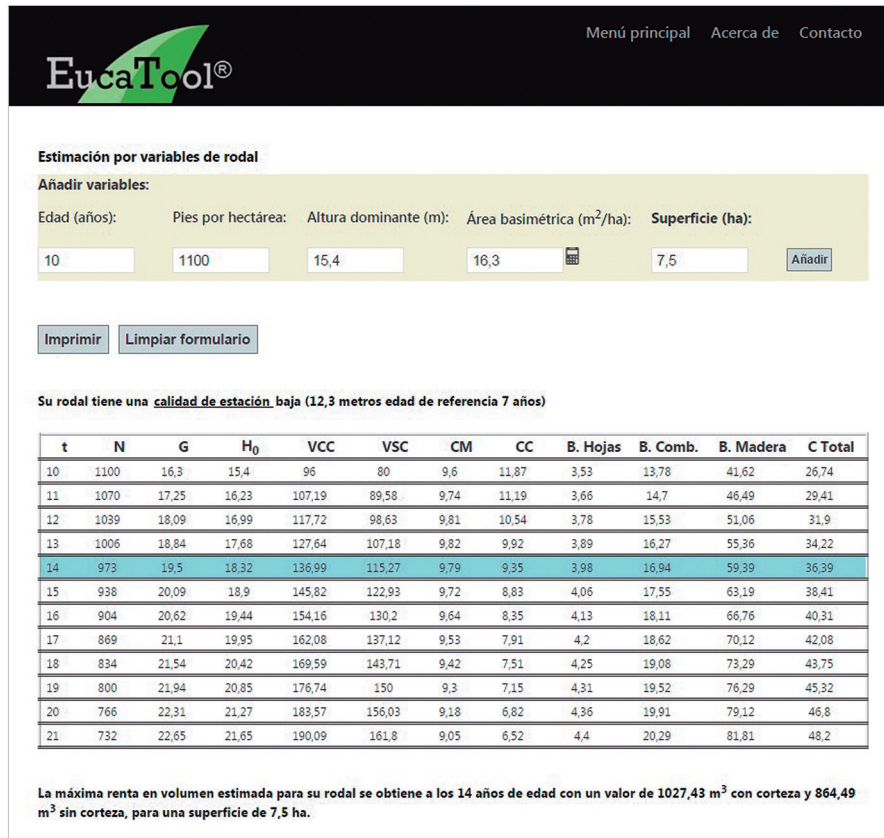 Menú principal Acerca de Contacto
EucaTool®
Estimación por variables de rodal
Añadir variables:
Edad (años): Pies por hectárea: Altura dominante (m): Área basimétrica (m²/ha): Superficie (ha):
10 1100 15,4 16,3 7,5 Añadir
Imprimir Limpiar formulario
Su rodal tiene una calidad de estación baja (12,3 metros edad de referencia 7 años)
t N G H₀ VCC VSC CM CC B. Hojas B. Comb. B. Madera C Total
10 1100 16,3 15,4 96 80 9,6 11,87 3,53 13,78 41,62 26,74
11 1070 17,25 16,23 107,19 89,58 9,74 11,19 3,66 14,7 46,49 29,41
12 1039 18,09 16,99 117,72 98,63 9,81 10,54 3,78 15,53 51,06 31,9
13 1006 18,84 17,68 127,64 107,18 9,82 9,92 3,89 16,27 55,36 34,22
14 973 19,5 18,32 136,99 115,27 9,79 9,35 3,98 16,94 59,39 36,39
15 938 20,09 18,9 145,82 122,93 9,72 8,83 4,06 17,55 63,19 38,41
16 904 20,62 19,44 154,16 130,2 9,64 8,35 4,13 18,11 66,76 40,31
17 869 21,1 19,95 162,08 137,12 9,53 7,91 4,2 18,62 70,12 42,08
18 834 21,54 20,42 169,59 143,71 9,42 7,51 4,25 19,08 73,29 43,75
19 800 21,94 20,85 176,74 150 9,3 7,15 4,31 19,52 76,29 45,32
20 766 22,31 21,27 183,57 156,03 9,18 6,82 4,36 19,91 79,12 46,8
21 732 22,65 21,65 190,09 161,8 9,05 6,52 4,4 20,29 81,81 48,2
La máxima renta en volumen estimada para su rodal se obtiene a los 14 años de edad con un valor de 1027,43 m³ con corteza y 864,49
m³ sin corteza, para una superficie de 7,5 ha.